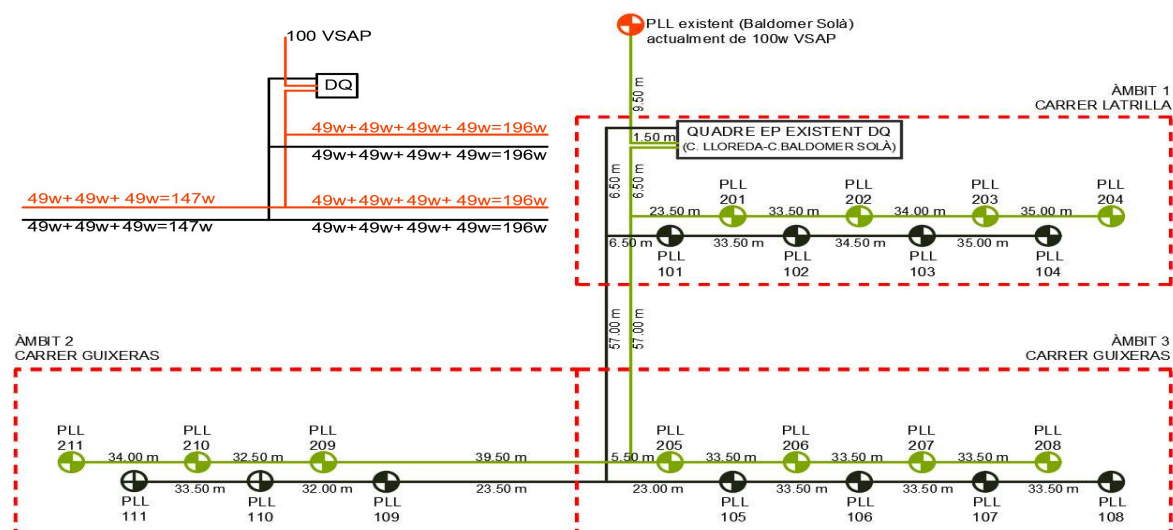 100 VSAP
DQ
49w+49w+49w+ 49w=196w
49w+49w+49w+ 49w=196w
49w+49w+ 49w=147w
49w+49w+49w+ 49w=196w
49w+49w+ 49w=147w
49w+49w+49w+ 49w=196w
PLL existent (Baldomer Solà)
actualment de 100w VSAP
9.50 m
ÀMBIT 1
CARRER LATRILLA
1.50 m
QUADRE EP EXISTENT DQ
(C. LLOREDA-C.BALDOMER SOLÀ)
6.50 m
6.50 m
PLL
201
PLL
202
PLL
203
PLL
204
23.50 m
33.50 m
34.00 m
35.00 m
6.50 m
33.50 m
34.50 m
35.00 m
PLL
101
PLL
102
PLL
103
PLL
104
57.00 m
57.00 m
ÀMBIT 2
CARRER GUIXERAS
ÀMBIT 3
CARRER GUIXERAS
PLL
211
PLL
210
PLL
209
PLL
205
PLL
206
PLL
207
PLL
208
34.00 m
32.50 m
39.50 m
5.50 m
33.50 m
33.50 m
33.50 m
33.50 m
32.00 m
23.50 m
23.00 m
33.50 m
33.50 m
33.50 m
PLL
111
PLL
110
PLL
109
PLL
105
PLL
106
PLL
107
PLL
108